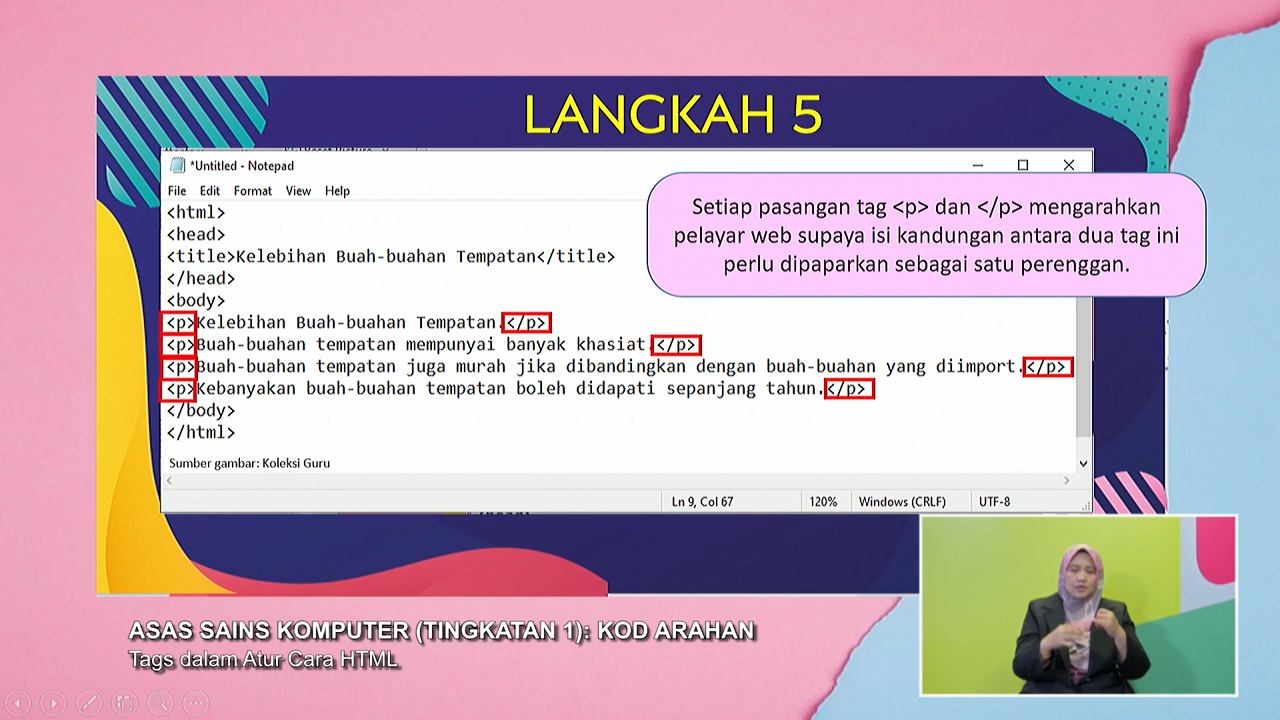 LANGKAH 5
*Untitled - Notepad
File Edit Format View Help
Setiap pasangan tag <p> dan </p> mengarahkan
pelayar web supaya isi kandungan antara dua tag ini
perlu dipaparkan sebagai satu perenggan.
<html>
<head>
<title>Kelebihan Buah-buahan Tempatan</title>
</head>
<body>
<p>Kelebihan Buah-buahan Tempatan.</p>
<p>Buah-buahan tempatan mempunyai banyak khasiat.</p>
<p>Buah-buahan tempatan juga murah jika dibandingkan dengan buah-buahan yang diimport.</p>
<p>Kebanyakan buah-buahan tempatan boleh didapati sepanjang tahun.</p>
</body>
</html>
Sumber gambar: Koleksi Guru
Ln 9, Col 67 120% Windows (CRLF) UTF-8
ASAS SAINS KOMPUTER (TINGKATAN 1): KOD ARAHAN
Tags dalam Atur Cara HTML